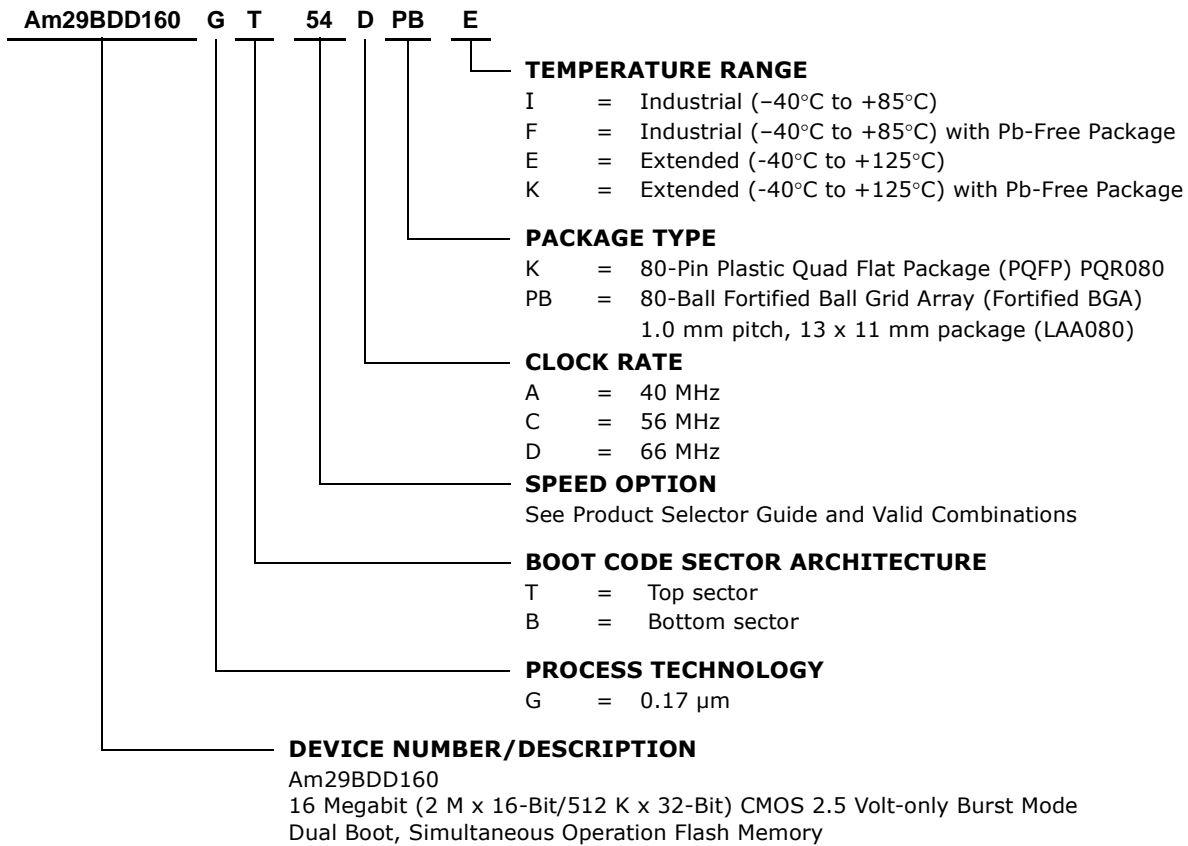 Am29BDD160 G T 54 D PB E
TEMPERATURE RANGE
I = Industrial (–40°C to +85°C)
F = Industrial (–40°C to +85°C) with Pb-Free Package
E = Extended (-40°C to +125°C)
K = Extended (-40°C to +125°C) with Pb-Free Package
PACKAGE TYPE
K = 80-Pin Plastic Quad Flat Package (PQFP) PQR080
PB = 80-Ball Fortified Ball Grid Array (Fortified BGA)
1.0 mm pitch, 13 x 11 mm package (LAA080)
CLOCK RATE
A = 40 MHz
C = 56 MHz
D = 66 MHz
SPEED OPTION
See Product Selector Guide and Valid Combinations
BOOT CODE SECTOR ARCHITECTURE
T = Top sector
B = Bottom sector
PROCESS TECHNOLOGY
G = 0.17 µm
DEVICE NUMBER/DESCRIPTION
Am29BDD160
16 Megabit (2 M x 16-Bit/512 K x 32-Bit) CMOS 2.5 Volt-only Burst Mode
Dual Boot, Simultaneous Operation Flash Memory